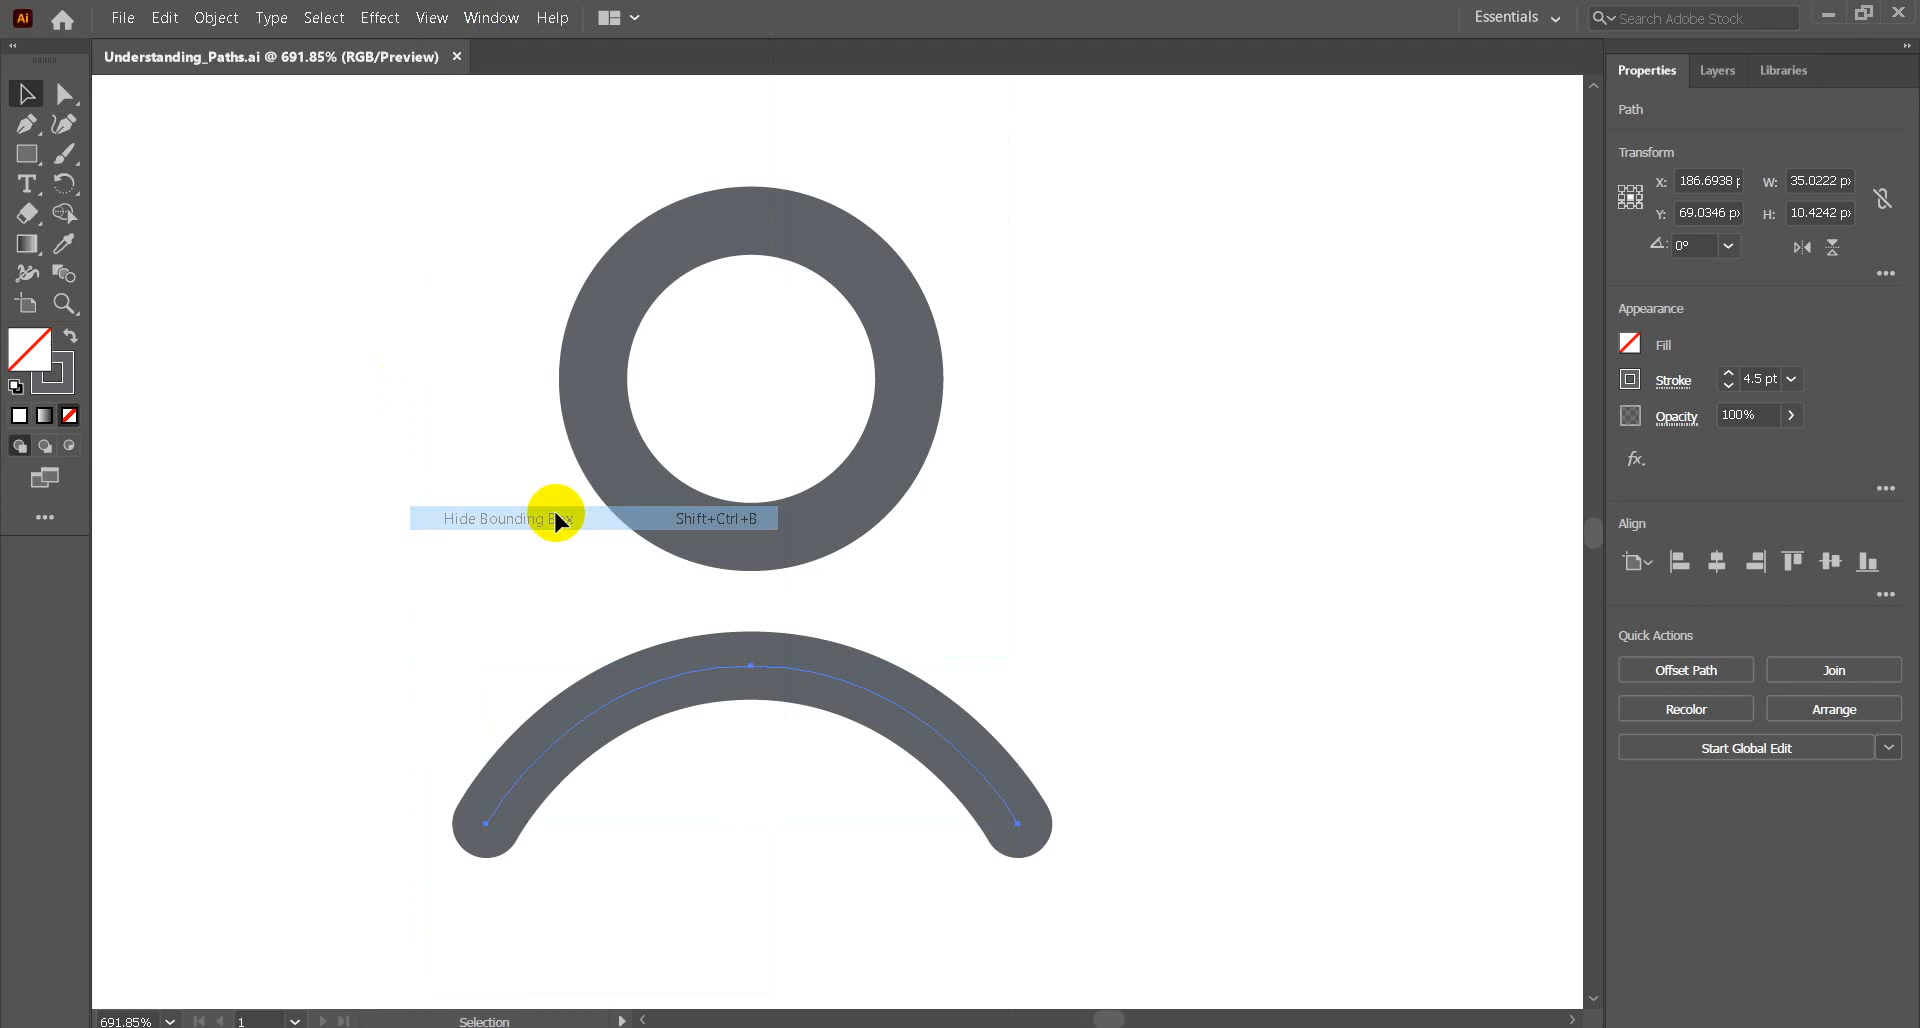 Ai File Edit Object Type Select Effect View Window Help Essentials Search Adobe Stock
Understanding_Paths.ai @ 691.85% (RGB/Preview) ×
Properties Layers Libraries
Path
Transform
X: 186.6938 p W: 35.0222 p
Y: 69.0346 p H: 10.4242 p
0°
Appearance
Fill
Stroke 4.5 pt
Opacity 100%
fx.
Hide Bounding Box Shift+Ctrl+B
Align
Quick Actions
Offset Path Join
Recolor Arrange
Start Global Edit
691.85% 1 Selection